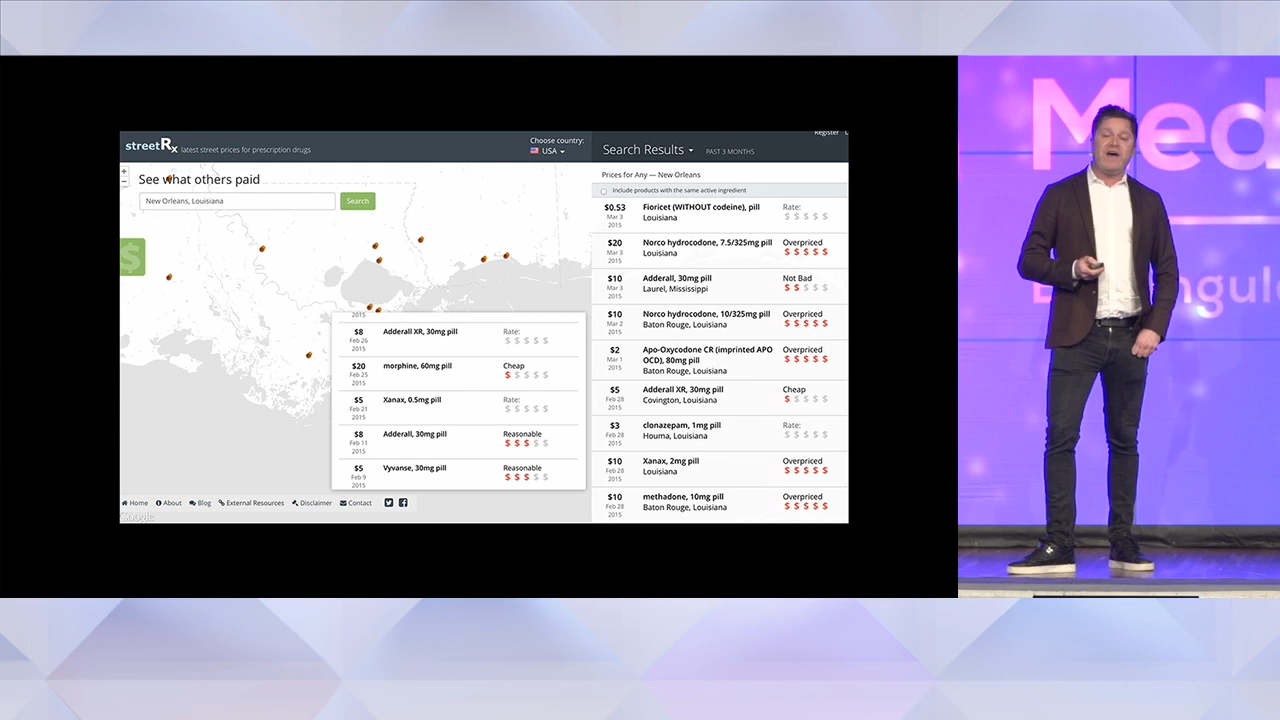 streetRx latest street prices for prescription drugs
Choose country:
USA
See what others paid
New Orleans, Louisiana
Search
$
2015
$8 Adderall XR, 30mg pill Rate:
Feb 26 $ $ $ $ $
2015
$20 morphine, 60mg pill Cheap
Feb 25 $ $ $ $ $
2015
$5 Xanax, 0.5mg pill Rate:
Feb 21 $ $ $ $ $
2015
$8 Adderall, 30mg pill Reasonable
Feb 11 $ $ $ $ $
2015
$5 Vyvanse, 30mg pill Reasonable
Feb 9 $ $ $ $ $
2015
Home About Blog External Resources Disclaimer Contact
Google
Register
Search Results PAST 3 MONTHS
Prices for Any — New Orleans
Include products with the same active ingredient
$0.53 Fioricet (WITHOUT codeine), pill Rate:
Mar 3 Louisiana $ $ $ $ $
2015
$20 Norco hydrocodone, 7.5/325mg pill Overpriced
Mar 3 Louisiana $ $ $ $ $
2015
$10 Adderall, 30mg pill Not Bad
Mar 3 Laurel, Mississippi $ $ $ $ $
2015
$10 Norco hydrocodone, 10/325mg pill Overpriced
Mar 2 Baton Rouge, Louisiana $ $ $ $ $
2015
$2 Apo-Oxycodone CR (imprinted APO Overpriced
Mar 1 OCD), 80mg pill $ $ $ $ $
2015 Baton Rouge, Louisiana
$5 Adderall XR, 30mg pill Cheap
Feb 28 Covington, Louisiana $ $ $ $ $
2015
$3 clonazepam, 1mg pill Rate:
Feb 28 Houma, Louisiana $ $ $ $ $
2015
$10 Xanax, 2mg pill Overpriced
Feb 28 Louisiana $ $ $ $ $
2015
$10 methadone, 10mg pill Overpriced
Feb 28 Baton Rouge, Louisiana $ $ $ $ $
2015
Med